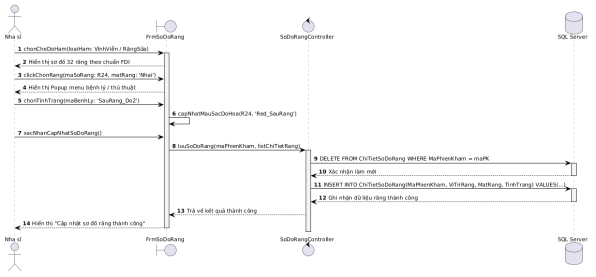 Nha sĩ
FrmSoDoRang
SoDoRangController
SQL Server
1 chonCheDoHam(loaiHam: VinhVien / RăngSữa)
2 Hiển thị sơ đồ 32 răng theo chuẩn FDI
3 clickChonRang(maSoRang: R24, matRang: 'Nhai')
4 Hiển thị Popup menu bệnh lý / thủ thuật
5 chonTinhTrang(maBenhLy: 'SauRang_Do2')
6 capNhatMauSacDoHoa(R24, 'Red_SauRang')
7 xacNhanCapNhatSoDoRang()
8 luuSoDoRang(maPhienKham, listChiTietRang)
9 DELETE FROM ChiTietSoDoRang WHERE MaPhienKham = maPK
10 Xác nhận làm mới
11 INSERT INTO ChiTietSoDoRang(MaPhienKham, ViTriRang, MatRang, TinhTrang) VALUES(...)
12 Ghi nhận dữ liệu răng thành công
13 Trả về kết quả thành công
14 Hiển thị "Cập nhật sơ đồ răng thành công"
Nha sĩ
FrmSoDoRang
SoDoRangController
SQL Server